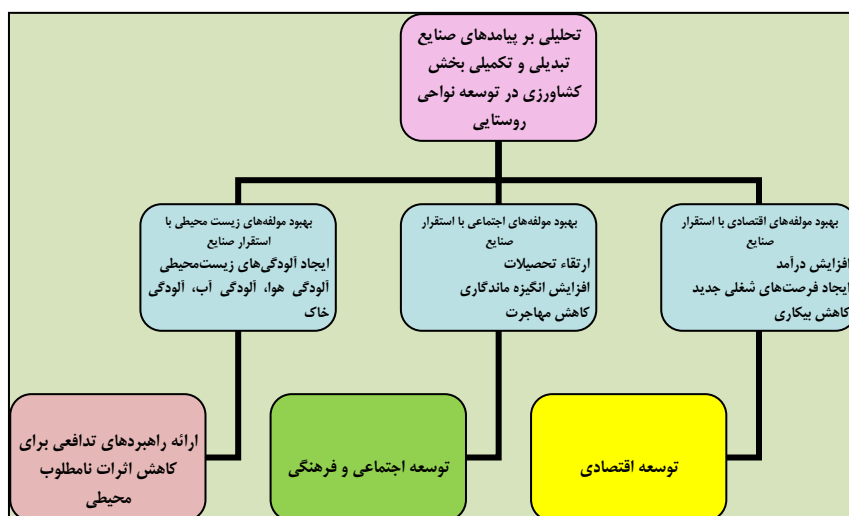 تحلیلی بر پیامدهای صنایع
تبدیلی و تکمیلی بخش
کشاورزی در توسعه نواحی
روستایی
بهبود مولفه‌های اقتصادی با استقرار
صنایع
افزایش درآمد
ایجاد فرصت‌های شغلی جدید
کاهش بیکاری
بهبود مولفه‌های اجتماعی با استقرار
صنایع
ارتقاء تحصیلات
افزایش انگیزه ماندگاری
کاهش مهاجرت
بهبود مولفه‌های زیست محیطی با
استقرار صنایع
ایجاد آلودگی‌های زیست‌محیطی
آلودگی هوا، آلودگی آب، آلودگی
خاک
توسعه اقتصادی
توسعه اجتماعی و فرهنگی
ارائه راهبردهای تدافعی برای
کاهش اثرات نامطلوب
محیطی